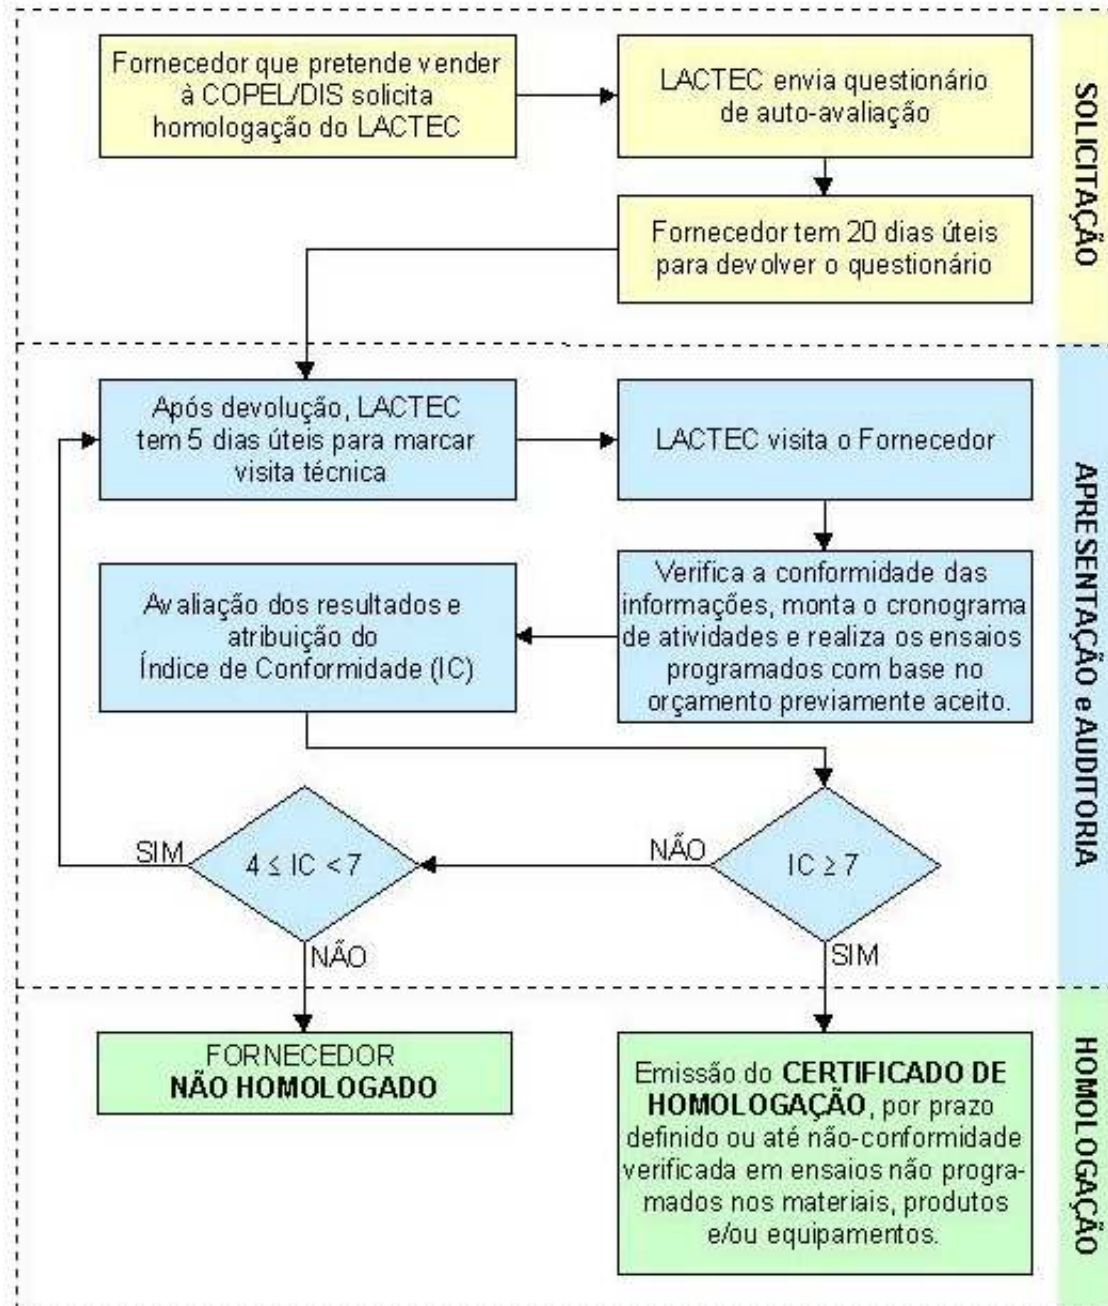 Fornecedor que pretende vender
à COPEL/DIS solicita
homologação do LACTEC
LACTEC envia questionário
de auto-avaliação
Fornecedor tem 20 dias úteis
para devolver o questionário
SOLICITAÇÃO
Após devolução, LACTEC
tem 5 dias úteis para marcar
visita técnica
LACTEC visita o Fornecedor
Verifica a conformidade das
informações, monta o cronograma
de atividades e realiza os ensaios
programados com base no
orçamento previamente aceito.
Avaliação dos resultados e
atribuição do
Índice de Conformidade (IC)
IC ≥ 7
NÃO
SIM
4 ≤ IC < 7
SIM
NÃO
APRESENTAÇÃO e AUDITORIA
FORNECEDOR
NÃO HOMOLOGADO
Emissão do CERTIFICADO DE
HOMOLOGAÇÃO, por prazo
definido ou até não-conformidade
verificada em ensaios não progra-
mados nos materiais, produtos
e/ou equipamentos.
HOMOLOGAÇÃO